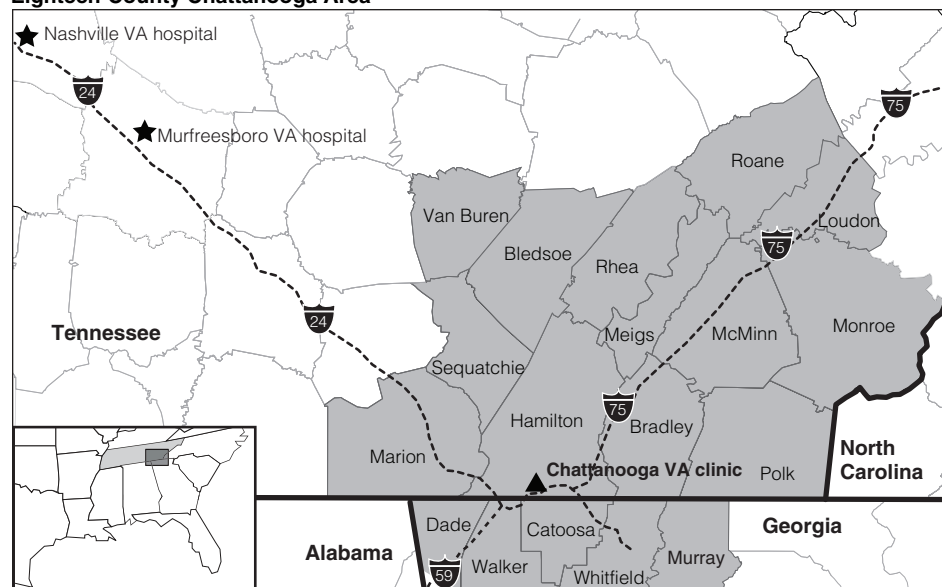 Eighteen-County Chattanooga Area
Nashville VA hospital
24
75
Murfreesboro VA hospital
Roane
Van Buren
Loudon
Bledsoe
75
Rhea
24
Tennessee
Meigs
McMinn
Monroe
Sequatchie
75
Hamilton
Bradley
Marion
Chattanooga VA clinic
Polk
North
Carolina
Dade
Catoosa
Georgia
Alabama
Walker
Murray
59
Whitfield